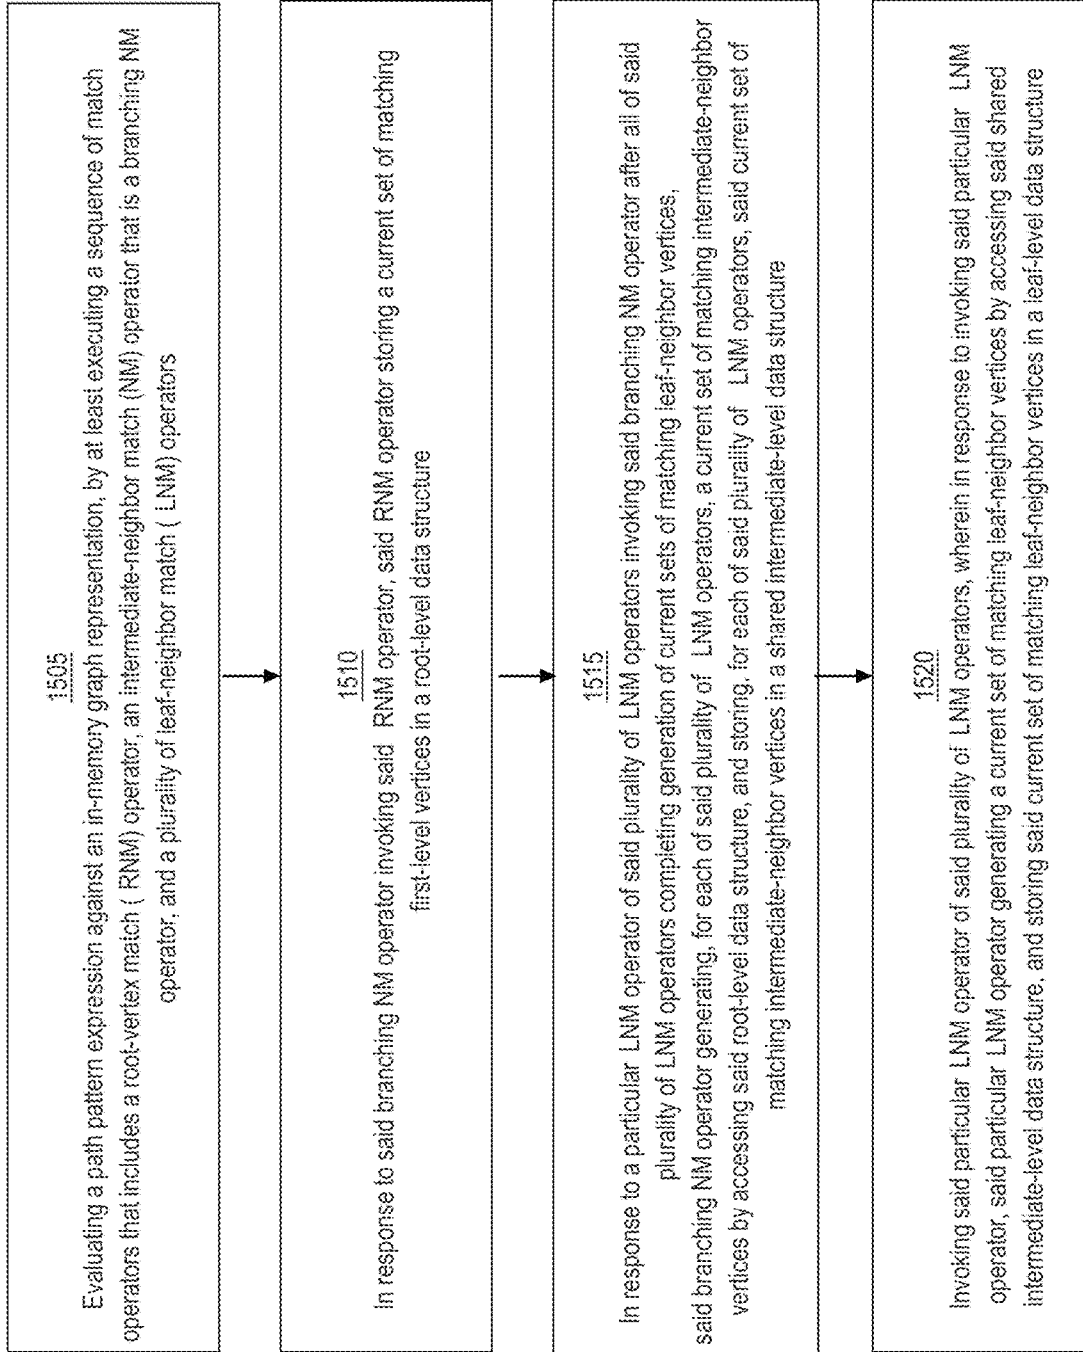 1505
Evaluating a path pattern expression against an in-memory graph representation, by at least executing a sequence of match
operators that includes a root-vertex match ( RNM) operator, an intermediate-neighbor match (NM) operator that is a branching NM
operator, and a plurality of leaf-neighbor match ( LNM) operators
1510
In response to said branching NM operator invoking said RNM operator, said RNM operator storing a current set of matching
first-level vertices in a root-level data structure
1515
In response to a particular LNM operator of said plurality of LNM operators invoking said branching NM operator after all of said
plurality of LNM operators completing generation of current sets of matching leaf-neighbor vertices,
said branching NM operator generating, for each of said plurality of LNM operators, a current set of matching intermediate-neighbor
vertices by accessing said root-level data structure, and storing, for each of said plurality of LNM operators, said current set of
matching intermediate-neighbor vertices in a shared intermediate-level data structure
1520
Invoking said particular LNM operator of said plurality of LNM operators, wherein in response to invoking said particular LNM
operator, said particular LNM operator generating a current set of matching leaf-neighbor vertices by accessing said shared
intermediate-level data structure, and storing said current set of matching leaf-neighbor vertices in a leaf-level data structure